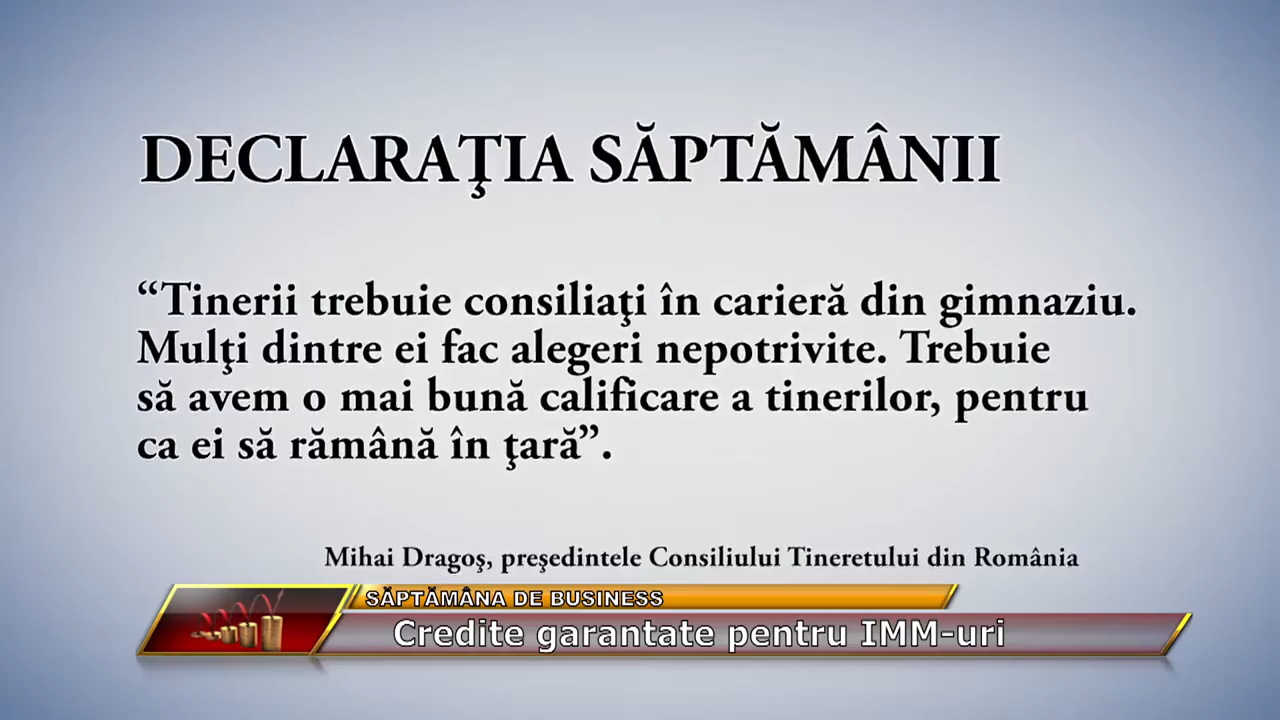 DECLARAŢIA SĂPTĂMÂNII
“Tinerii trebuie consiliaţi în carieră din gimnaziu.
Mulţi dintre ei fac alegeri nepotrivite. Trebuie
să avem o mai bună calificare a tinerilor, pentru
ca ei să rămână în ţară”.
Mihai Dragoş, preşedintele Consiliului Tineretului din România
SĂPTĂMÂNA DE BUSINESS
Credite garantate pentru IMM-uri